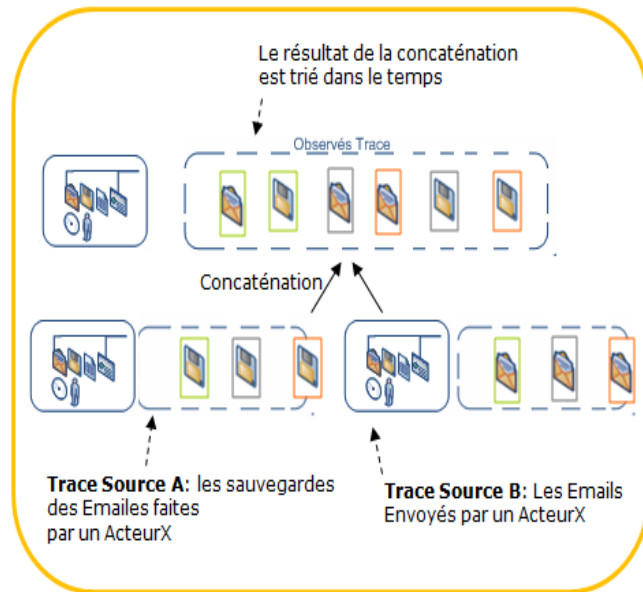 Le résultat de la concaténation
est trié dans le temps
Observés Trace
Concaténation
Trace Source A: les sauvegardes
des Emailes faites
par un ActeurX
Trace Source B: Les Emails
Envoyés par un ActeurX